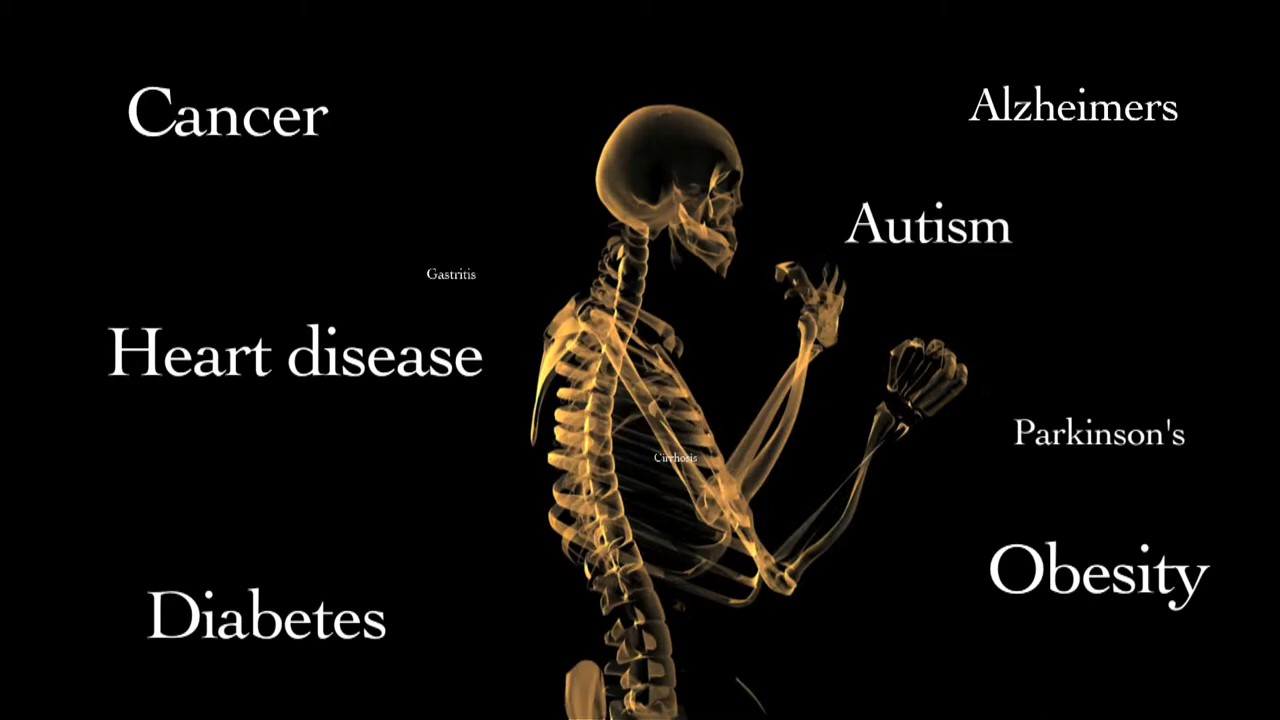 Cancer
Alzheimers
Autism
Gastritis
Heart disease
Parkinson's
Cirrhosis
Obesity
Diabetes